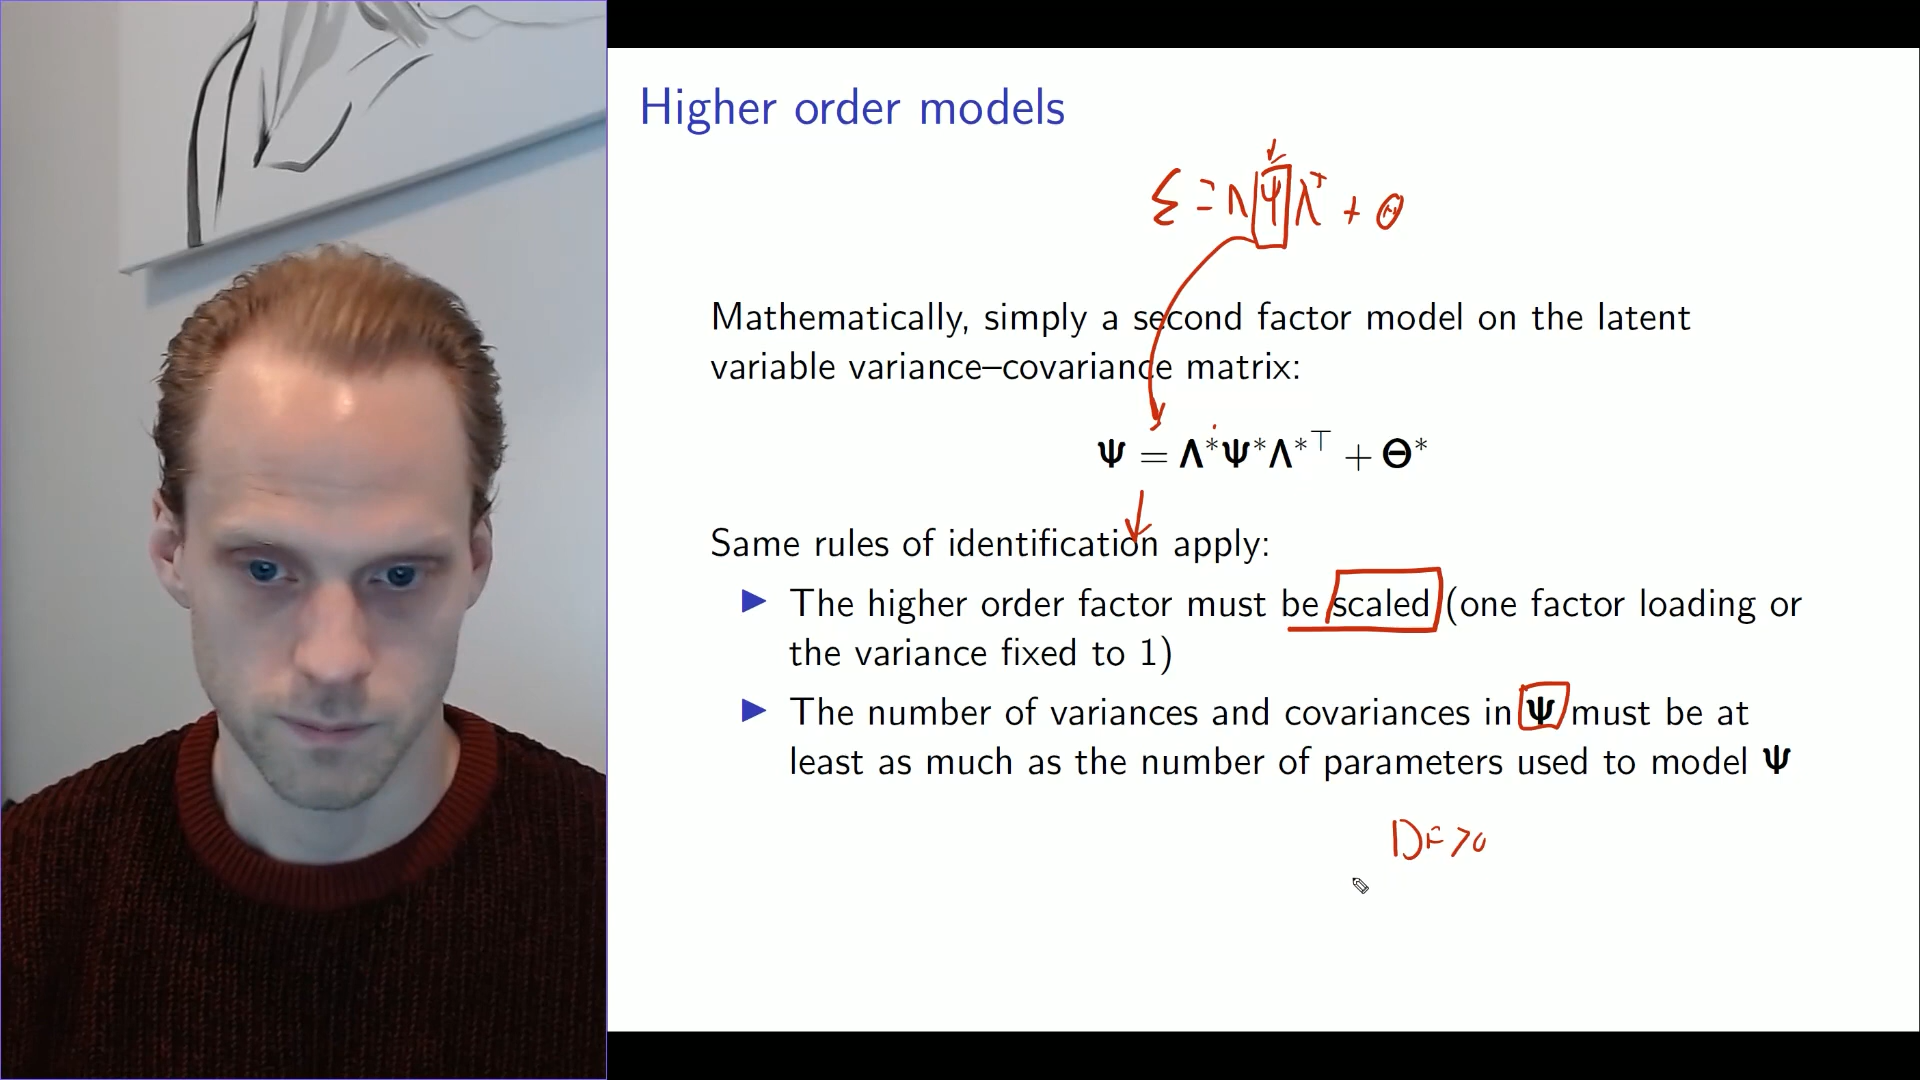 Higher order models
Σ = Λ Ψ Λ^T + Θ
Mathematically, simply a second factor model on the latent
variable variance–covariance matrix:
Ψ = Λ*Ψ*Λ*⊤ + Θ*
Same rules of identification apply:
▶ The higher order factor must be scaled (one factor loading or
the variance fixed to 1)
▶ The number of variances and covariances in Ψ must be at
least as much as the number of parameters used to model Ψ
DF >0